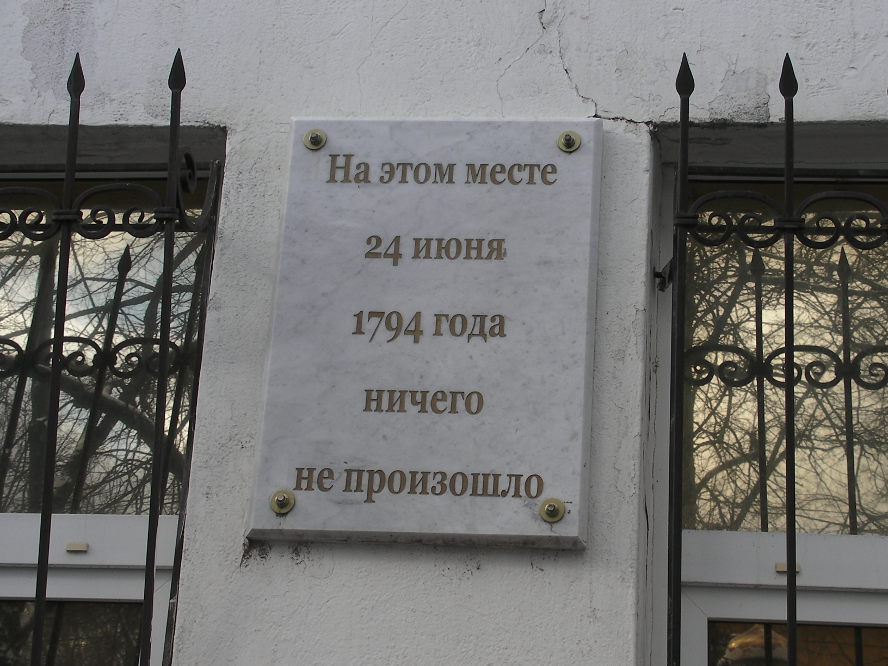 На этом месте
24 июня
1794 года
ничего
не произошло